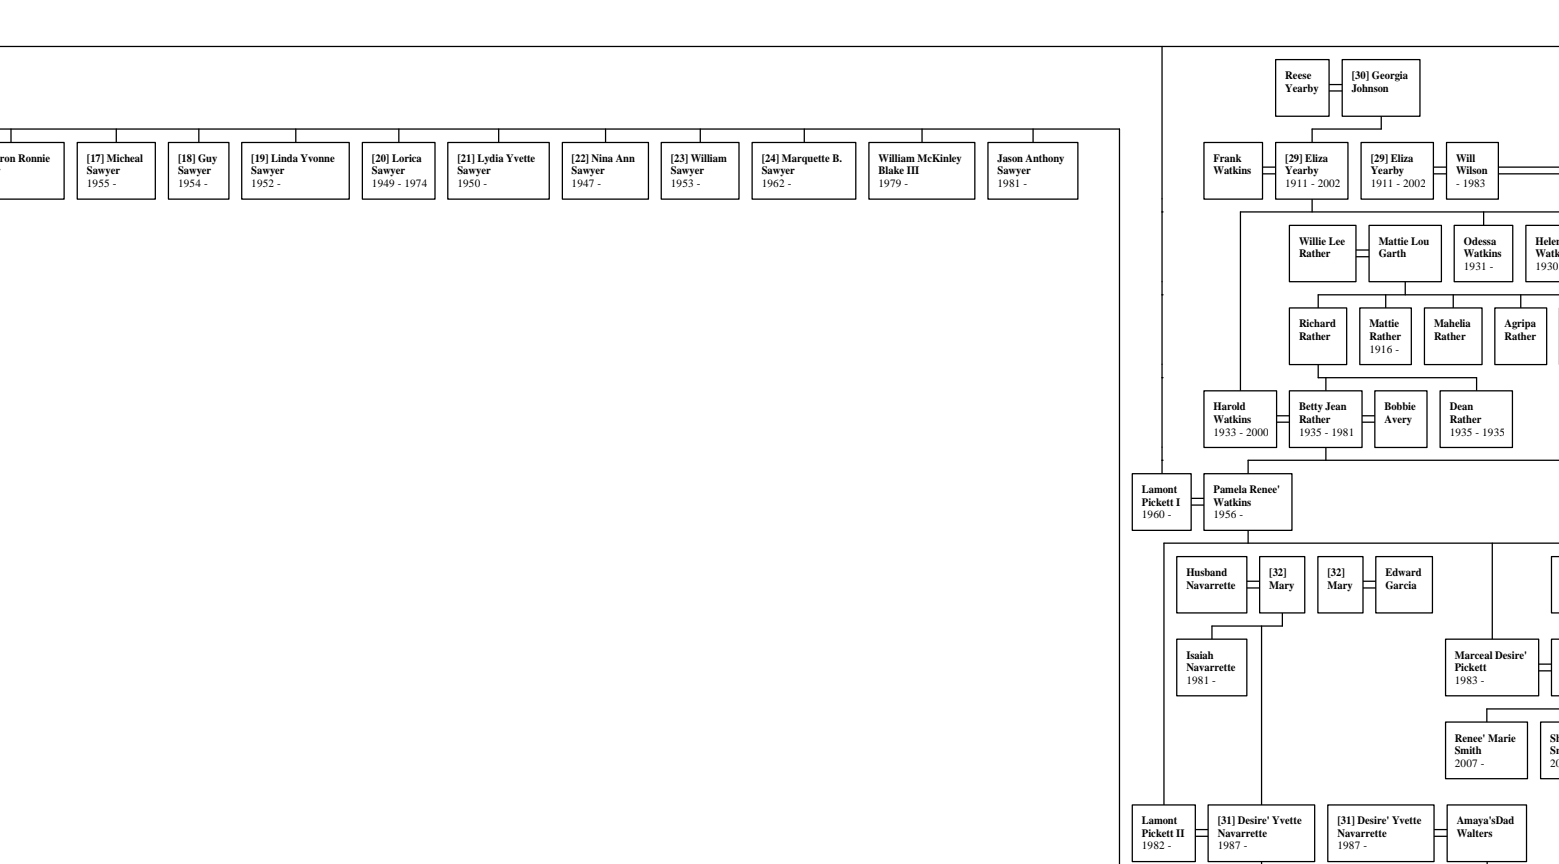 Reese
Yearby
[30] Georgia
Johnson
ron Ronnie
[17] Micheal
Sawyer
1955 -
[18] Guy
Sawyer
1954 -
[19] Linda Yvonne
Sawyer
1952 -
[20] Lorica
Sawyer
1949 - 1974
[21] Lydia Yvette
Sawyer
1950 -
[22] Nina Ann
Sawyer
1947 -
[23] William
Sawyer
1953 -
[24] Marquette B.
Sawyer
1962 -
William McKinley
Blake III
1979 -
Jason Anthony
Sawyer
1981 -
Frank
Watkins
[29] Eliza
Yearby
1911 - 2002
[29] Eliza
Yearby
1911 - 2002
Will
Wilson
- 1983
Willie Lee
Rather
Mattie Lou
Garth
Odessa
Watkins
1931 -
Helen
Watk
1930
Richard
Rather
Mattie
Rather
1916 -
Mahelia
Rather
Agripa
Rather
Harold
Watkins
1933 - 2000
Betty Jean
Rather
1935 - 1981
Bobbie
Avery
Dean
Rather
1935 - 1935
Lamont
Pickett I
1960 -
Pamela Renee'
Watkins
1956 -
Husband
Navarrette
[32]
Mary
[32]
Mary
Edward
Garcia
Isaiah
Navarrette
1981 -
Marceal Desire'
Pickett
1983 -
Renee' Marie
Smith
2007 -
Lamont
Pickett II
1982 -
[31] Desire' Yvette
Navarrette
1987 -
[31] Desire' Yvette
Navarrette
1987 -
Amaya'sDad
Walters